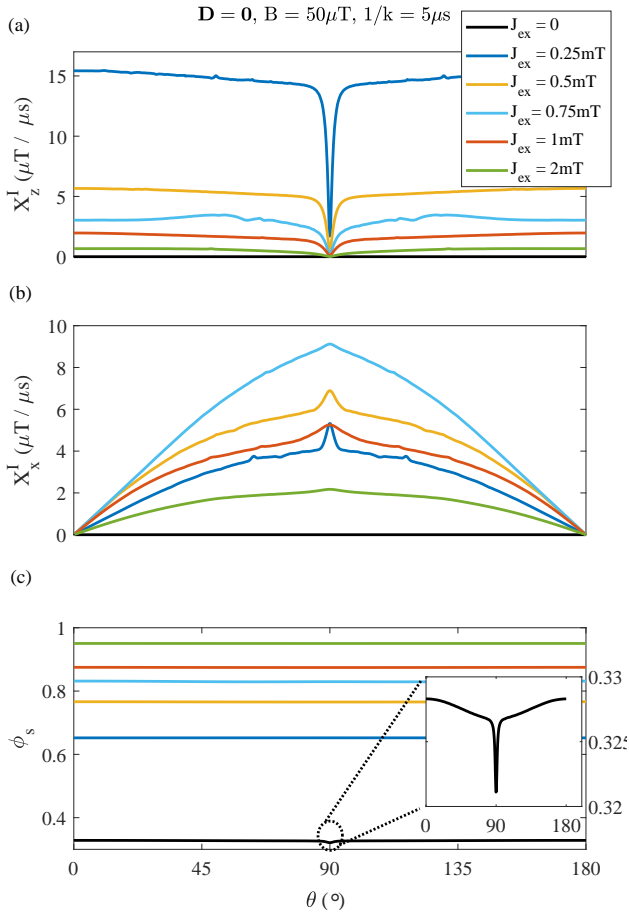 D = 0, B = 50μT, 1/k = 5μs
(a)
J_ex = 0
J_ex = 0.25mT
J_ex = 0.5mT
J_ex = 0.75mT
J_ex = 1mT
J_ex = 2mT
15
10
5
0
X_z^I (μT / μs)
(b)
10
8
6
4
2
0
X_x^I (μT / μs)
(c)
1
0.8
0.6
0.4
ϕ_s
0.33
0.325
0.32
0 90 180
0 45 90 135 180
θ (°)